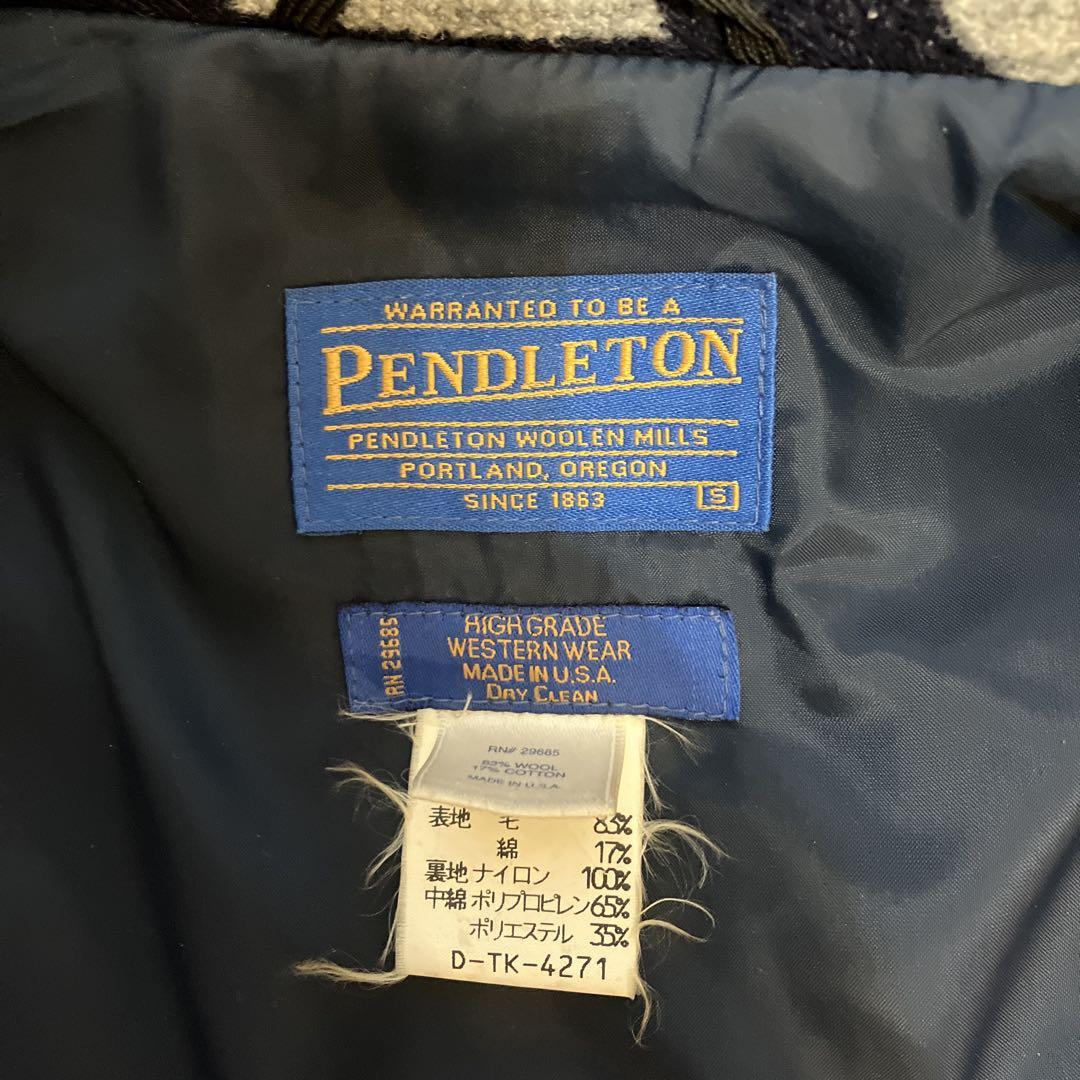 WARRANTED TO BE A
PENDLETON
PENDLETON WOOLEN MILLS
PORTLAND, OREGON
SINCE 1863 S
RN 29685
HIGH GRADE
WESTERN WEAR
MADE IN U.S.A.
DRY CLEAN
RN# 29685
83% WOOL
17% COTTON
MADE IN U.S.A.
表地 毛 83%
綿 17%
裏地 ナイロン 100%
中綿 ポリプロピレン 65%
ポリエステル 35%
D-TK-4271